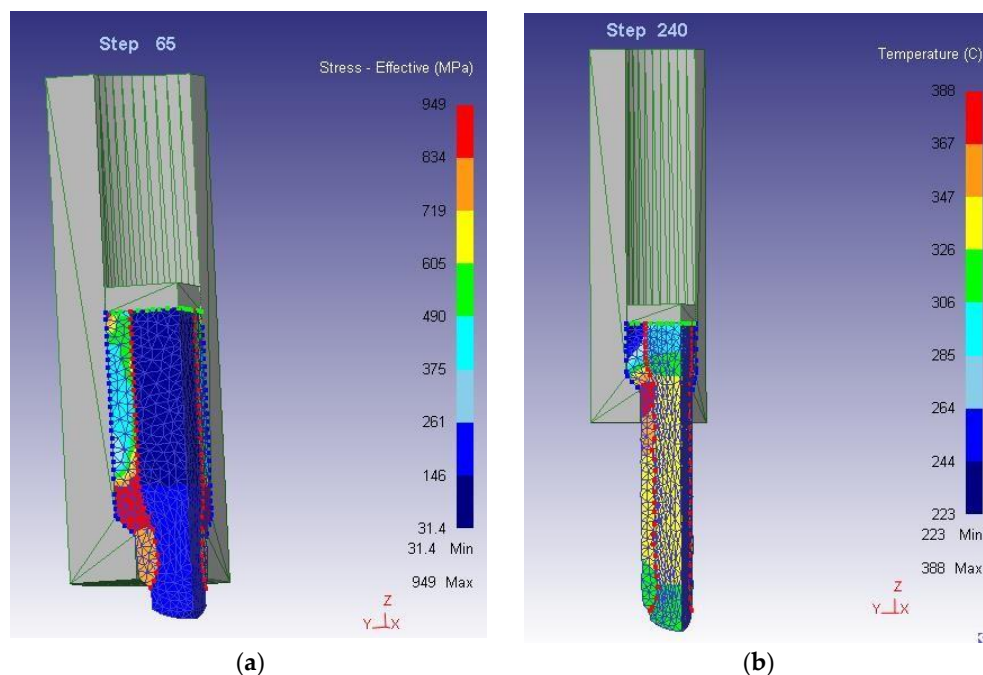 Step 65
Stress - Effective (MPa)
949
834
719
605
490
375
261
146
31.4
31.4 Min
949 Max
Z
Y X
(a)
Step 240
Temperature (C)
388
367
347
326
306
285
264
244
223
223 Min
388 Max
Z
Y X
(b)